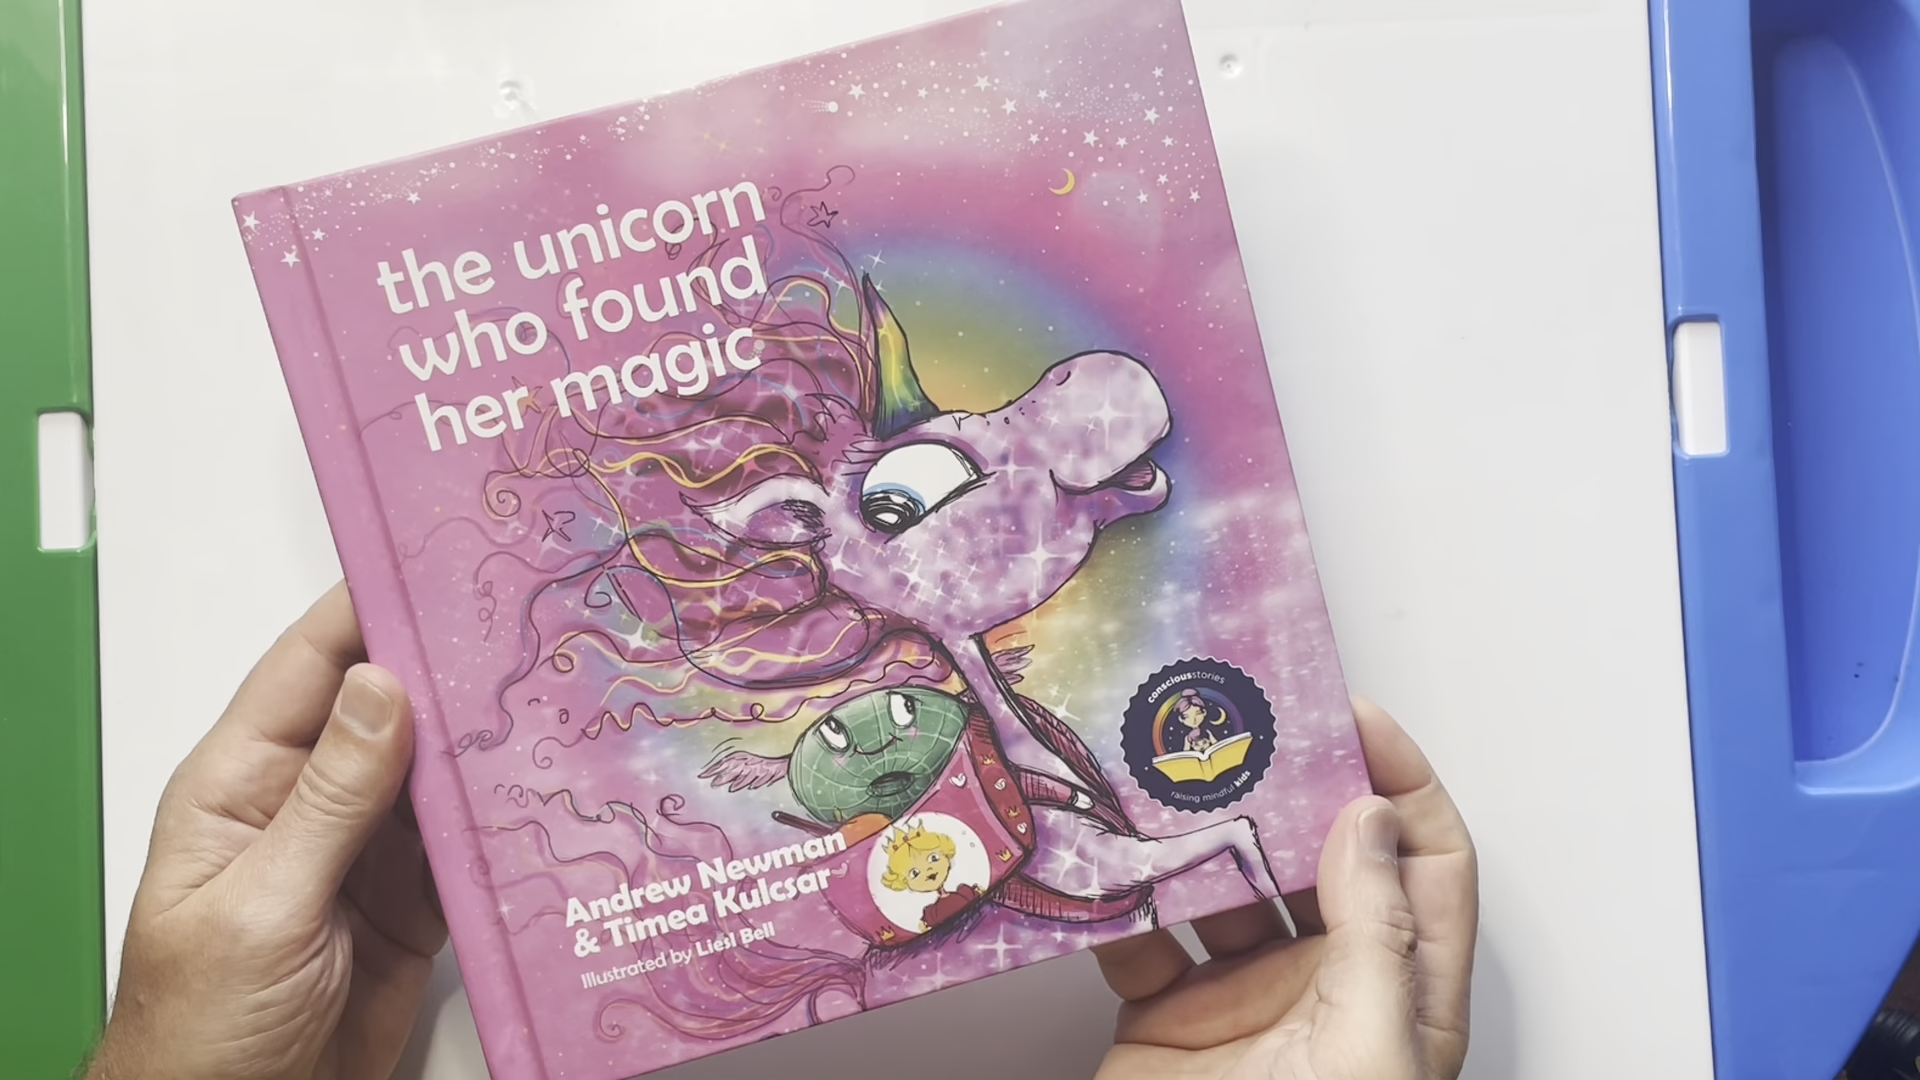 the unicorn
who found
her magic
consciousstories
raising mindful kids
Andrew Newman
& Timea Kulcsar
Illustrated by Liesl Bell